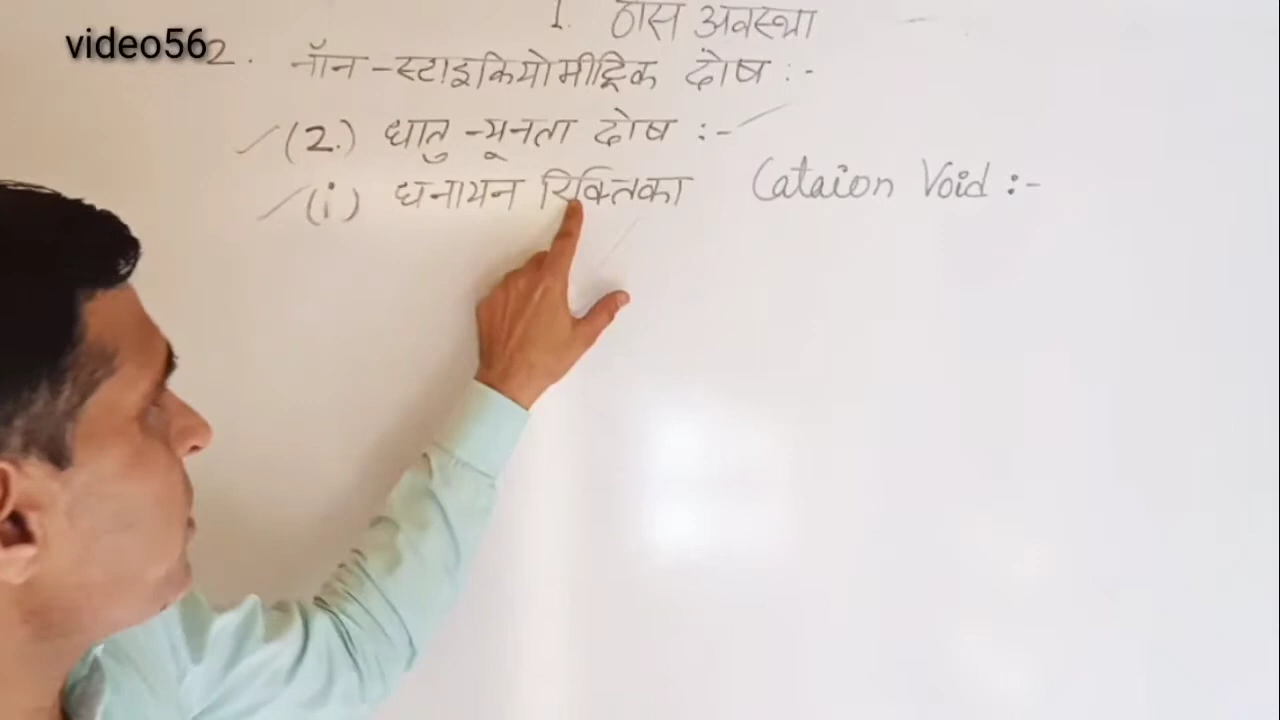 video56
1. ठास अवस्था
2. नॉन-स्टाइकियोमीट्रिक दोष :-
(2.) धातु -यूनता दोष :-
(i) धनायन रिक्तिका Cataion Void :-